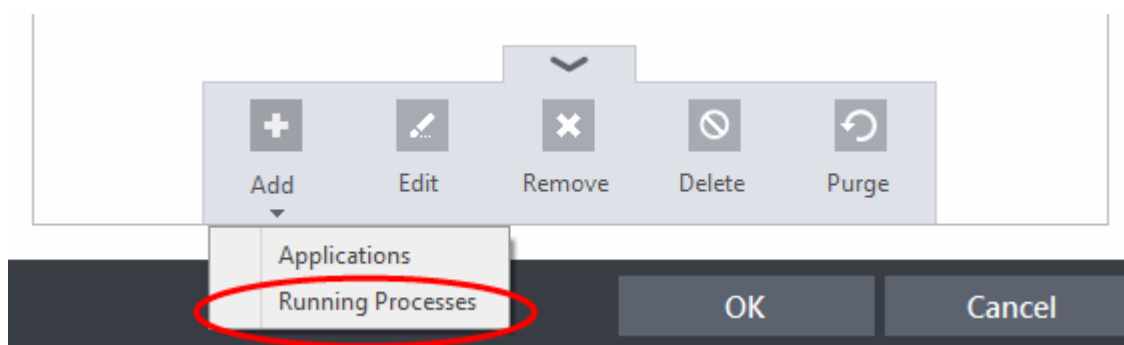 Add Edit Remove Delete Purge
Applications
Running Processes
OK Cancel